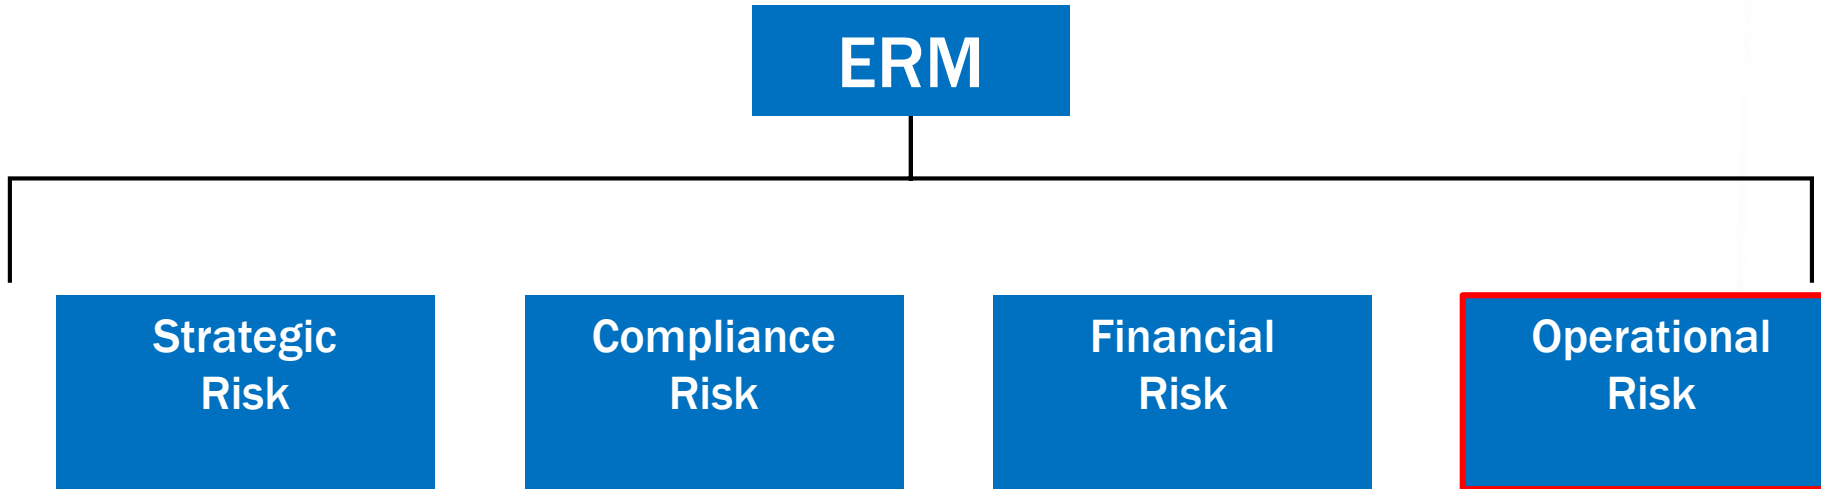 ERM
Strategic
Risk
Compliance
Risk
Financial
Risk
Operational
Risk